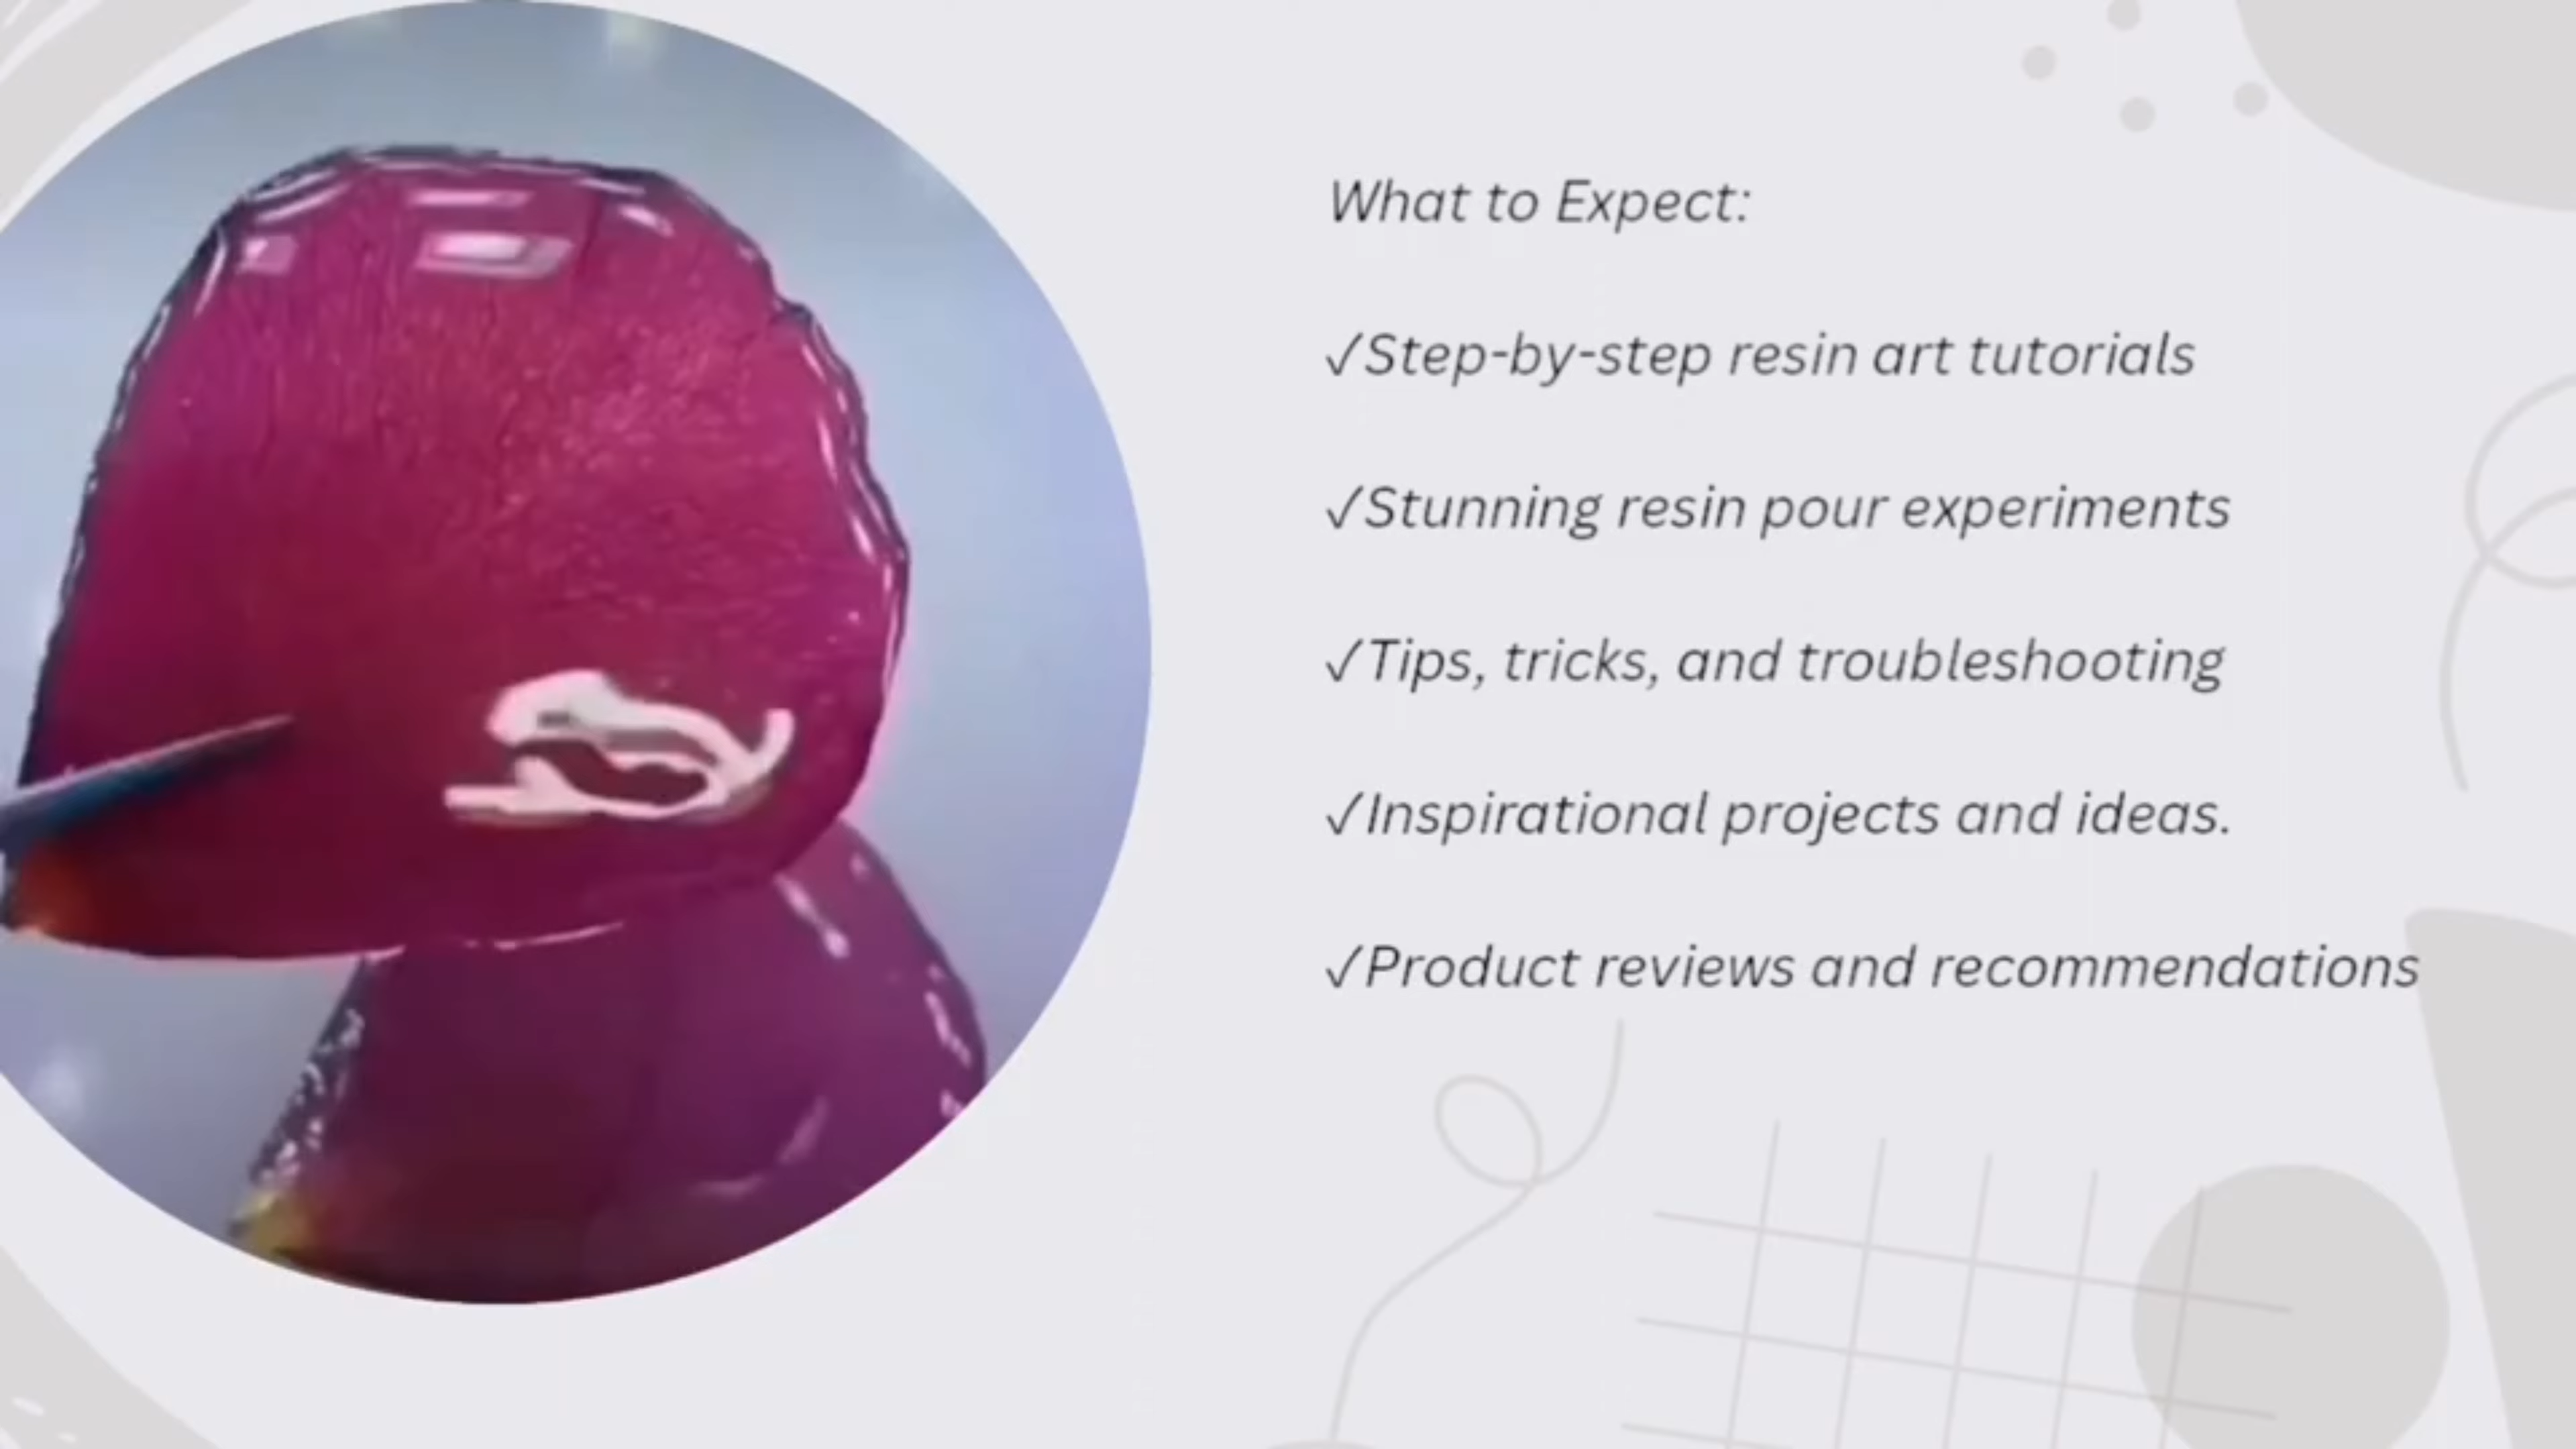 What to Expect:
✓Step-by-step resin art tutorials
✓Stunning resin pour experiments
✓Tips, tricks, and troubleshooting
✓Inspirational projects and ideas.
✓Product reviews and recommendations